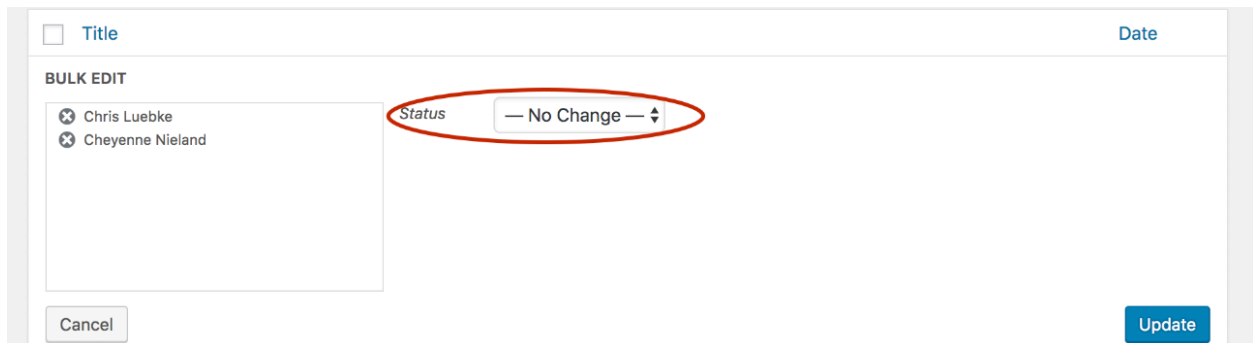 Title Date
BULK EDIT
Chris Luebke
Cheyenne Nieland
Status — No Change —
Cancel Update